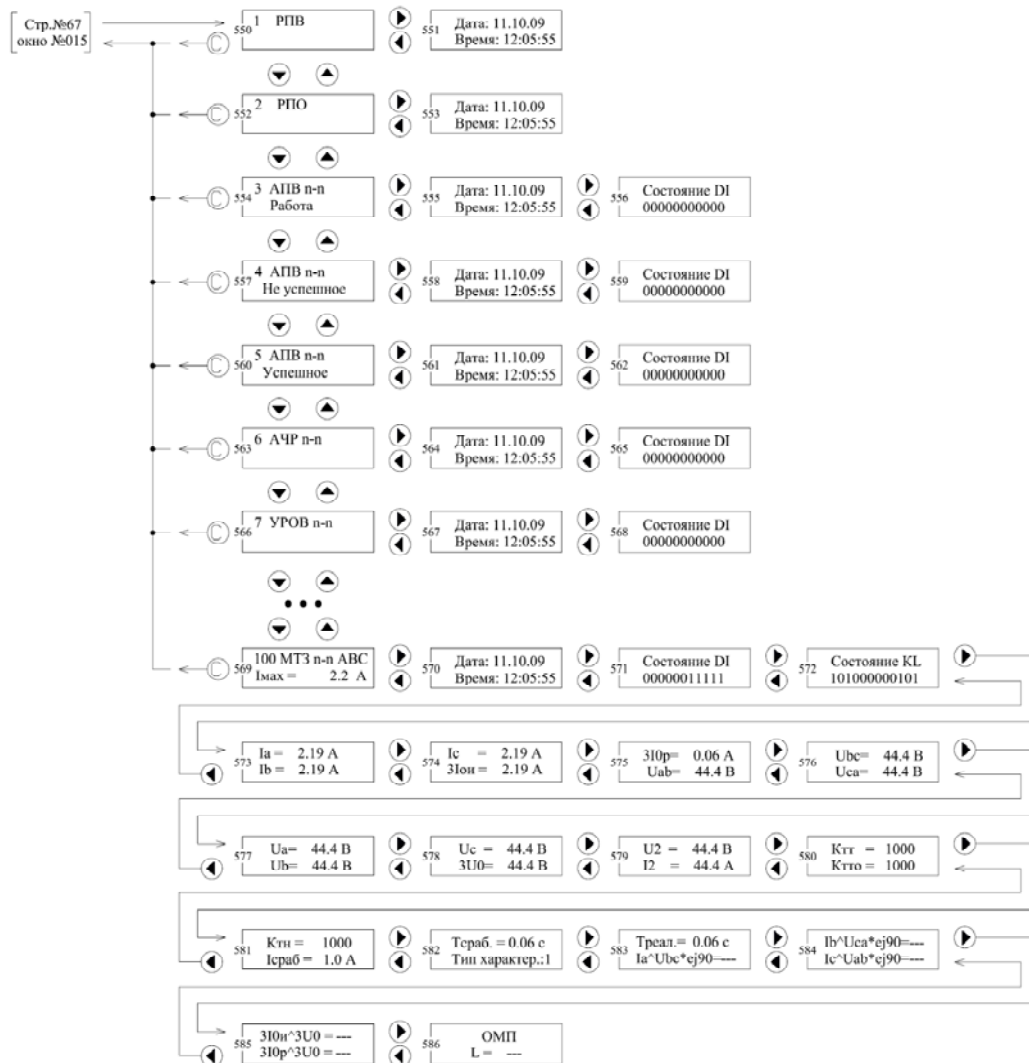 Стр.№67
окно №015
C
550
1 РПВ
551
Дата: 11.10.09
Время: 12:05:55
C
552
2 РПО
553
Дата: 11.10.09
Время: 12:05:55
C
554
3 АПВ n-n
Работа
555
Дата: 11.10.09
Время: 12:05:55
556
Состояние DI
00000000000
C
557
4 АПВ n-n
Не успешное
558
Дата: 11.10.09
Время: 12:05:55
559
Состояние DI
00000000000
C
560
5 АПВ n-n
Успешное
561
Дата: 11.10.09
Время: 12:05:55
562
Состояние DI
00000000000
C
563
6 АЧР n-n
564
Дата: 11.10.09
Время: 12:05:55
565
Состояние DI
00000000000
C
566
7 УРОВ n-n
567
Дата: 11.10.09
Время: 12:05:55
568
Состояние DI
00000000000
• • •
C
569
100 МТЗ n-n АВС
Iмах = 2.2 А
570
Дата: 11.10.09
Время: 12:05:55
571
Состояние DI
00000011111
572
Состояние KL
101000000101
573
Ia = 2.19 А
Ib = 2.19 А
574
Ic = 2.19 А
3Iои = 2.19 А
575
3I0р= 0.06 А
Uab= 44.4 В
576
Ubc= 44.4 В
Uca= 44.4 В
577
Ua= 44.4 В
Ub= 44.4 В
578
Uc = 44.4 В
3U0= 44.4 В
579
U2 = 44.4 В
I2 = 44.4 А
580
Ктт = 1000
Ктто = 1000
581
Ктн = 1000
Iсраб = 1.0 А
582
Тсраб. = 0.06 с
Тип характер.:1
583
Треал.= 0.06 с
Ia^Ubc*ej90=---
584
Ib^Uca*ej90=---
Ic^Uab*ej90=---
585
3I0и^3U0 = ---
3I0р^3U0 = ---
586
ОМП
L = ---